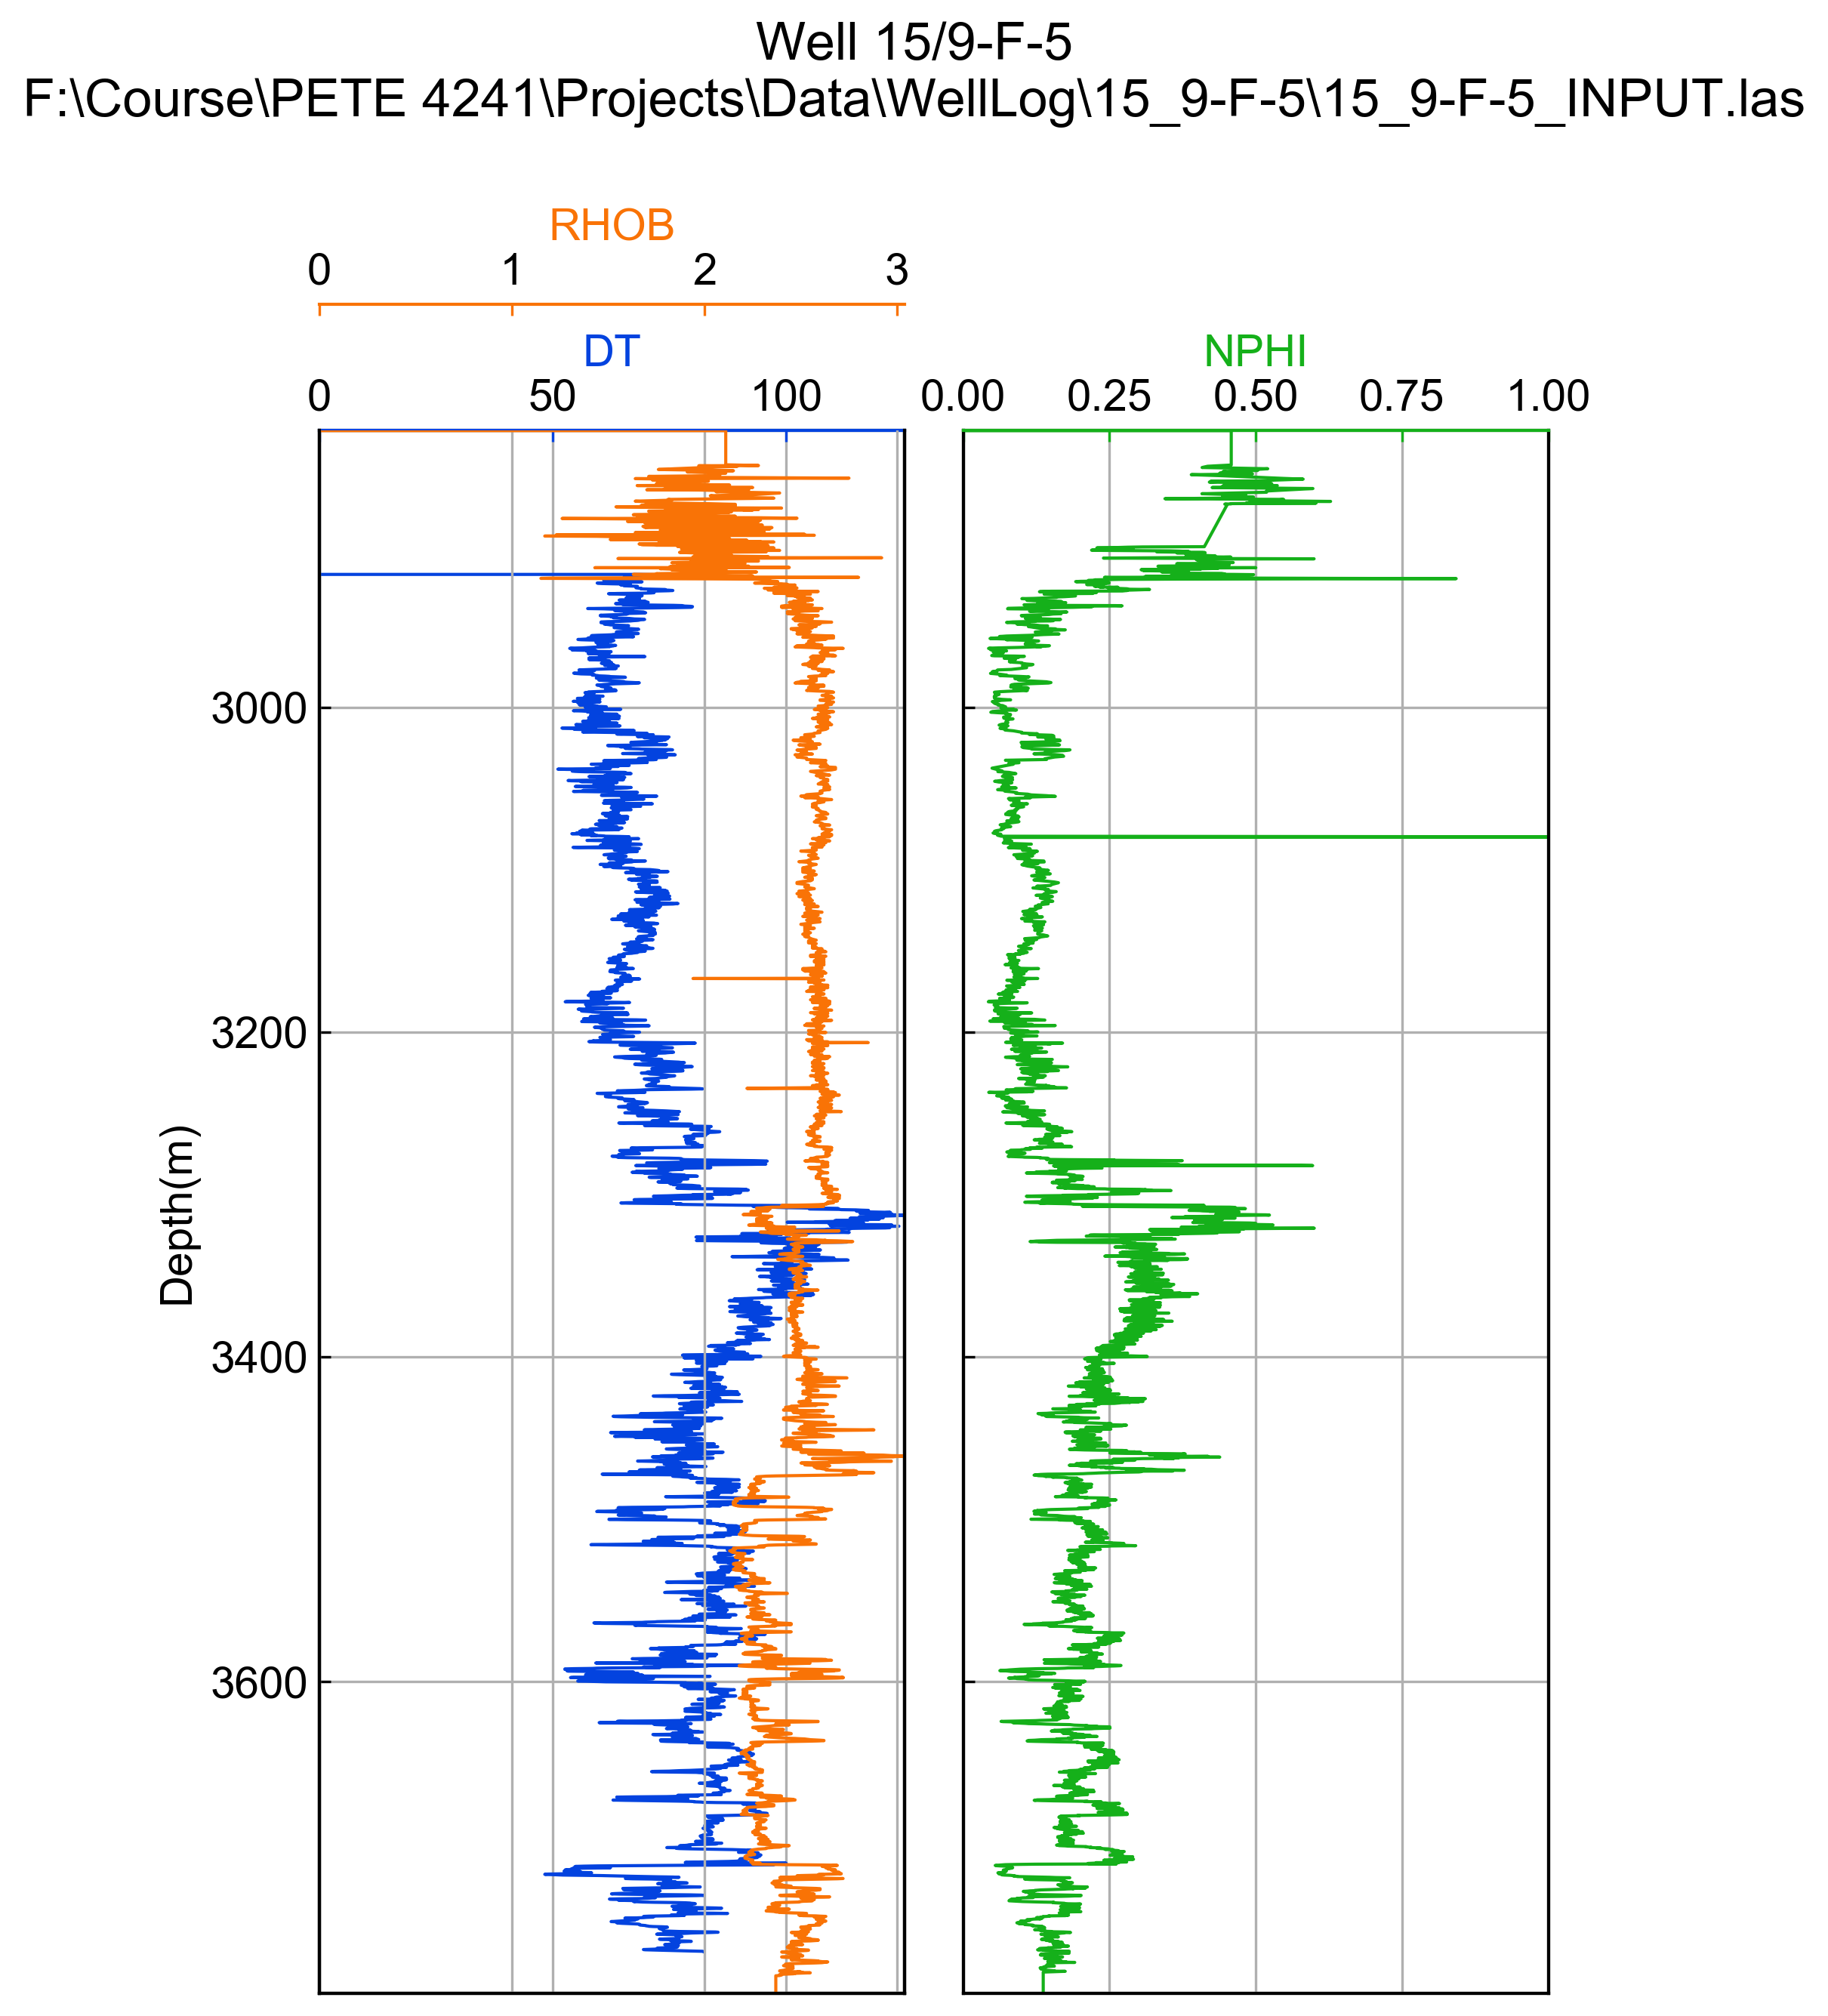 Well 15/9-F-5
F:\Course\PETE 4241\Projects\Data\WellLog\15_9-F-5\15_9-F-5_INPUT.las
RHOB
0 1 2 3
DT
0 50 100
NPHI
0.00 0.25 0.50 0.75 1.00
Depth(m)
3000
3200
3400
3600